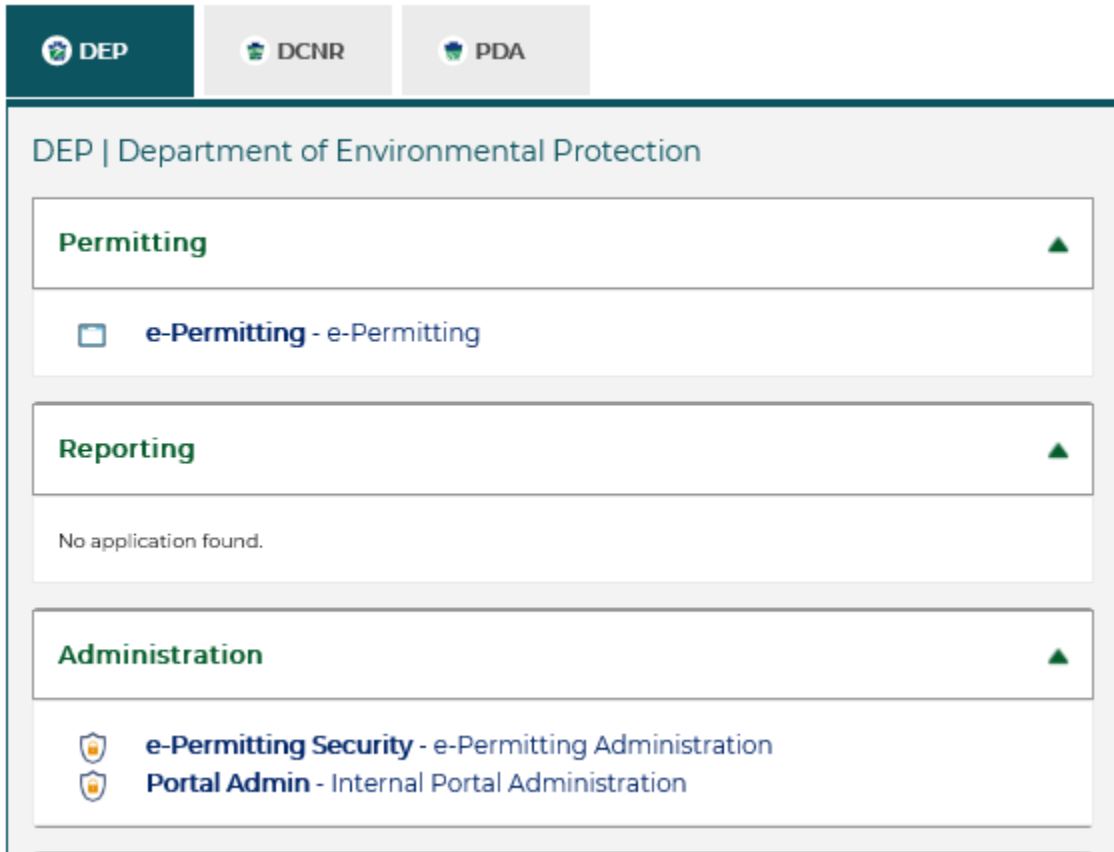 DEP DCNR PDA
DEP | Department of Environmental Protection
Permitting
e-Permitting - e-Permitting
Reporting
No application found.
Administration
e-Permitting Security - e-Permitting Administration
Portal Admin - Internal Portal Administration